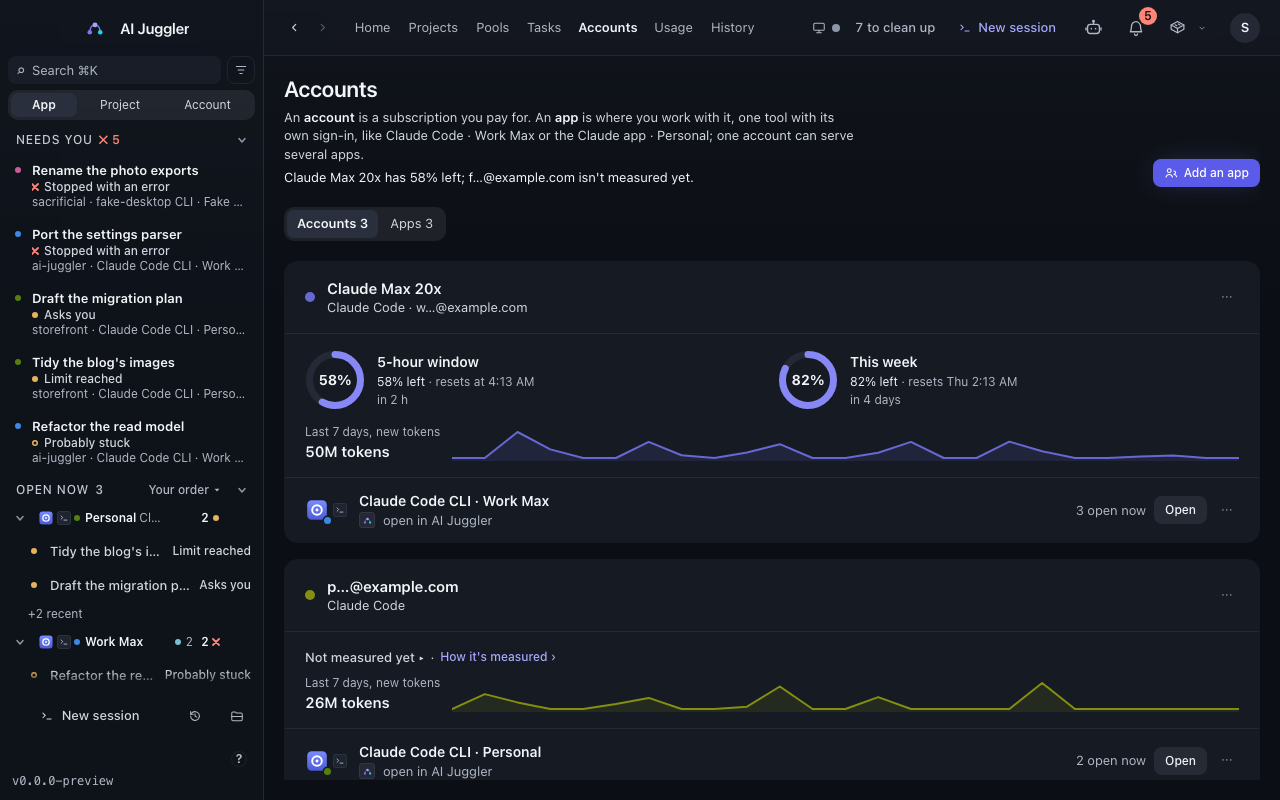 AI Juggler
Search ⌘K
App Project Account
NEEDS YOU 5
Rename the photo exports
Stopped with an error
sacrificial · fake-desktop CLI · Fake ...
Port the settings parser
Stopped with an error
ai-juggler · Claude Code CLI · Work ...
Draft the migration plan
Asks you
storefront · Claude Code CLI · Perso...
Tidy the blog's images
Limit reached
storefront · Claude Code CLI · Perso...
Refactor the read model
Probably stuck
ai-juggler · Claude Code CLI · Work ...
OPEN NOW 3 Your order
Personal Cl... 2
Tidy the blog's i... Limit reached
Draft the migration p... Asks you
+2 recent
Work Max 2 2
Refactor the re... Probably stuck
New session
?
v0.0.0-preview
Home Projects Pools Tasks Accounts Usage History 7 to clean up New session 5 S
Accounts
An account is a subscription you pay for. An app is where you work with it, one tool with its
own sign-in, like Claude Code · Work Max or the Claude app · Personal; one account can serve
several apps.
Claude Max 20x has 58% left; f...@example.com isn't measured yet.
Add an app
Accounts 3 Apps 3
Claude Max 20x
Claude Code · w...@example.com
58%
5-hour window
58% left · resets at 4:13 AM
in 2 h
82%
This week
82% left · resets Thu 2:13 AM
in 4 days
Last 7 days, new tokens
50M tokens
Claude Code CLI · Work Max
open in AI Juggler
3 open now Open
p...@example.com
Claude Code
Not measured yet · How it's measured ›
Last 7 days, new tokens
26M tokens
Claude Code CLI · Personal
open in AI Juggler
2 open now Open